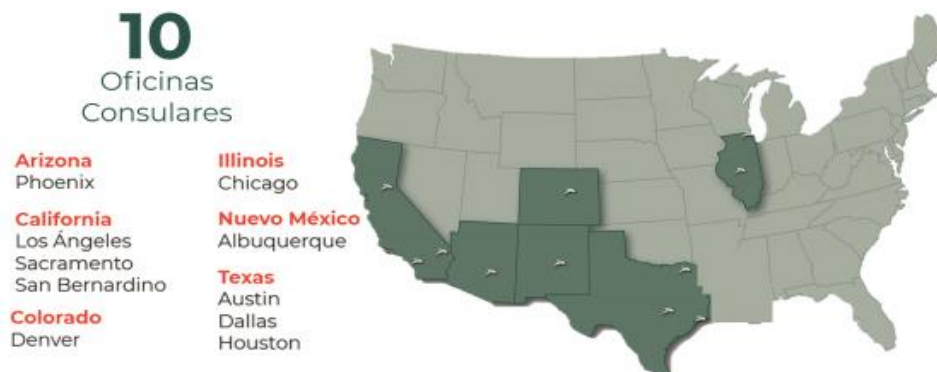 10
Oficinas
Consulares
Arizona
Phoenix
California
Los Ángeles
Sacramento
San Bernardino
Colorado
Denver
Illinois
Chicago
Nuevo México
Albuquerque
Texas
Austin
Dallas
Houston